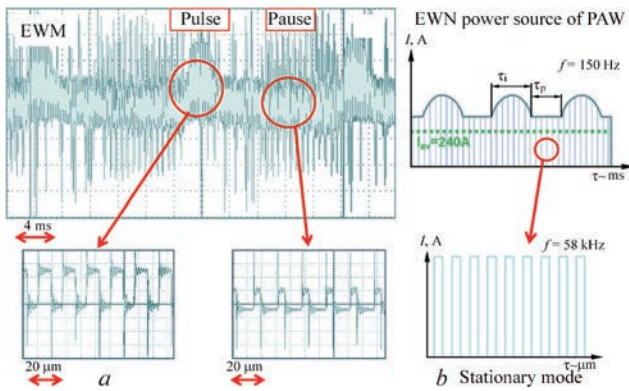 EWM
Pulse
Pause
4 ms
20 μm
20 μm
a
EWN power source of PAW
I, A
f = 150 Hz
τi
τp
Iav=240A
τ~ms
I, A
f = 58 kHz
τ~μm
b Stationary mode